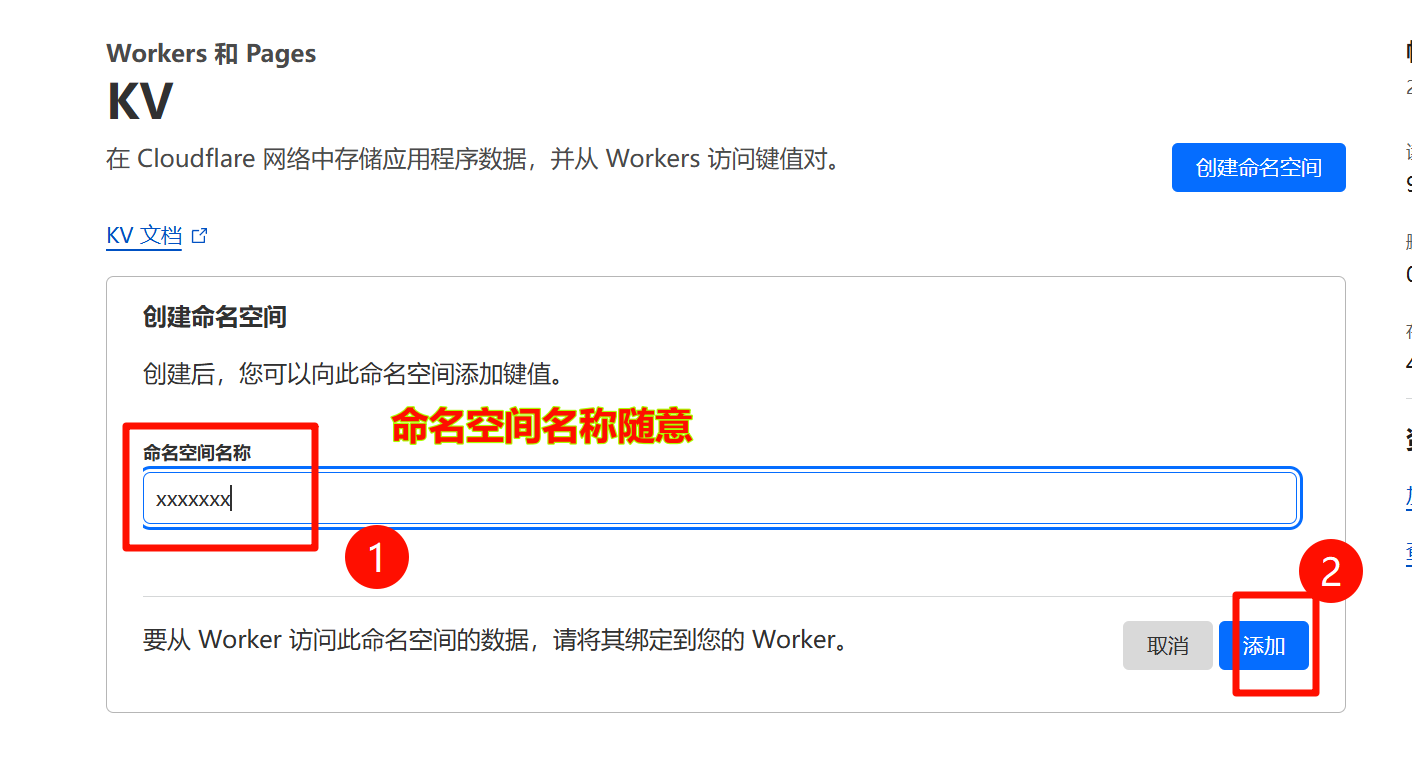 Workers 和 Pages
KV
在 Cloudflare 网络中存储应用程序数据，并从 Workers 访问键值对。
创建命名空间
KV 文档
创建命名空间
创建后，您可以向此命名空间添加键值。
命名空间名称随意
命名空间名称
xxxxxxx
1
2
要从 Worker 访问此命名空间的数据，请将其绑定到您的 Worker。
取消
添加